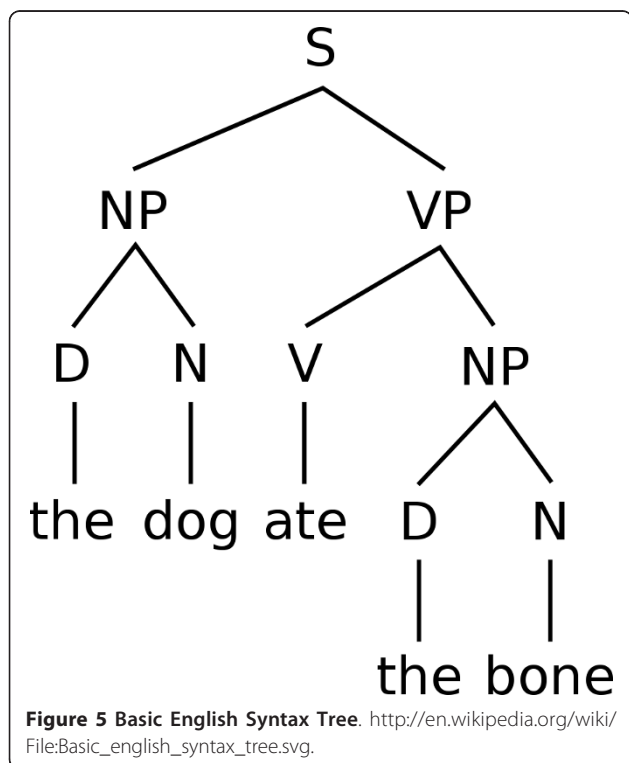 S
NP VP
D N V NP
the dog ate D N
the bone
Figure 5 Basic English Syntax Tree. http://en.wikipedia.org/wiki/
File:Basic_english_syntax_tree.svg.